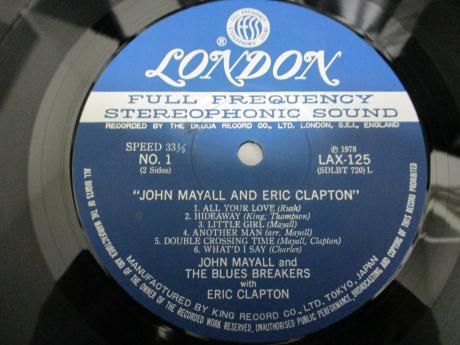 FULL FREQUENCY
®
LONDON
FULL FREQUENCY
STEREOPHONIC SOUND
RECORDED BY THE DECCA RECORD CO., LTD. LONDON, S.E.I., ENGLAND
SPEED 33⅓
NO. 1
(2 Sides)
Ⓟ 1978
LAX-125
(SDLBT 720) L
"JOHN MAYALL AND ERIC CLAPTON"
1. ALL YOUR LOVE (Rush)
2. HIDEAWAY (King, Thompson)
3. LITTLE GIRL (Mayall)
4. ANOTHER MAN (arr. Mayall)
5. DOUBLE CROSSING TIME (Mayall, Clapton)
6. WHAT'D I SAY (Charles)
JOHN MAYALL and
THE BLUES BREAKERS
with
ERIC CLAPTON
MANUFACTURED BY KING RECORD CO., LTD. TOKYO, JAPAN
ALL RIGHTS OF THE MANUFACTURER AND OF THE OWNER OF THE RECORDED WORK RESERVED, UNAUTHORISED PUBLIC PERFORMANCE, BROADCASTING AND COPYING OF THIS RECORD PROHIBITED